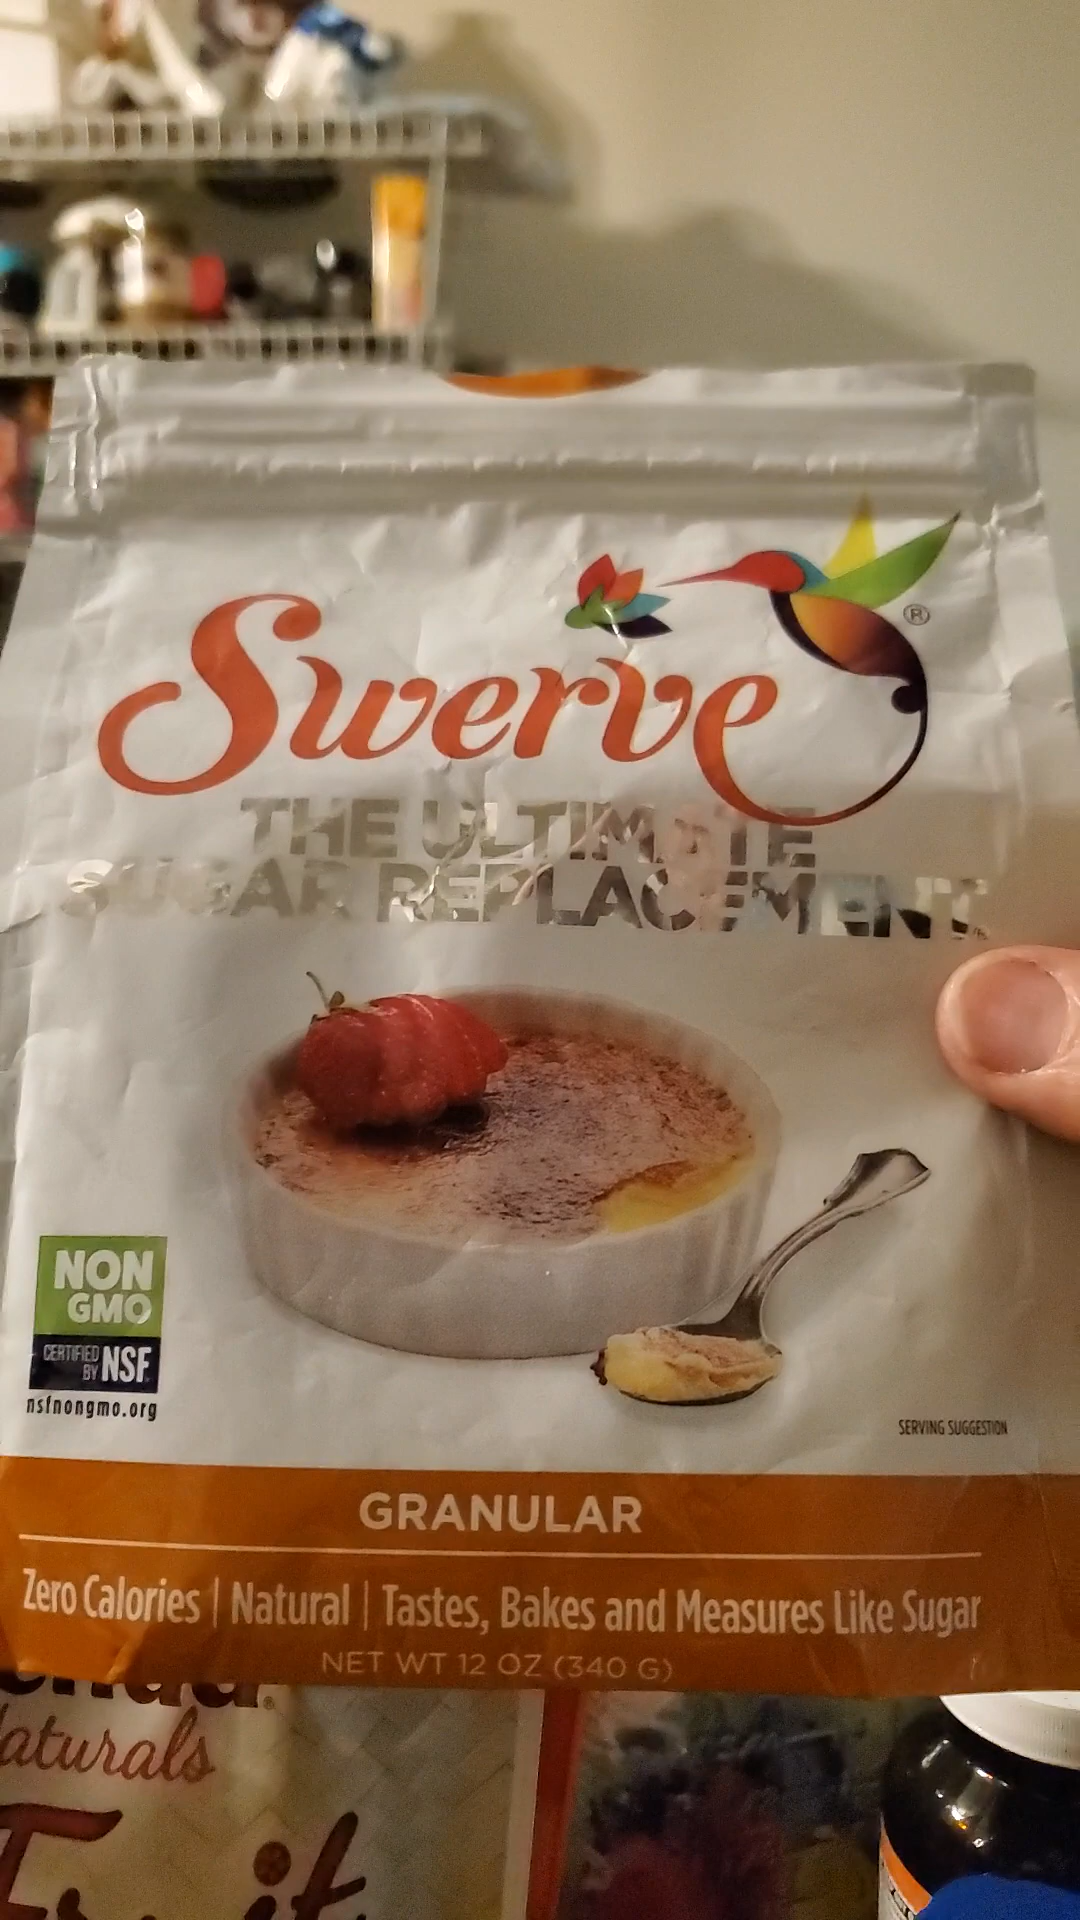 Swerve®
THE ULTIMATE
SUGAR REPLACEMENT
NON
GMO
CERTIFIED
BY NSF
nsfnongmo.org
SERVING SUGGESTION
GRANULAR
Zero Calories | Natural | Tastes, Bakes and Measures Like Sugar
NET WT 12 OZ (340 G)
aturals
Fruit